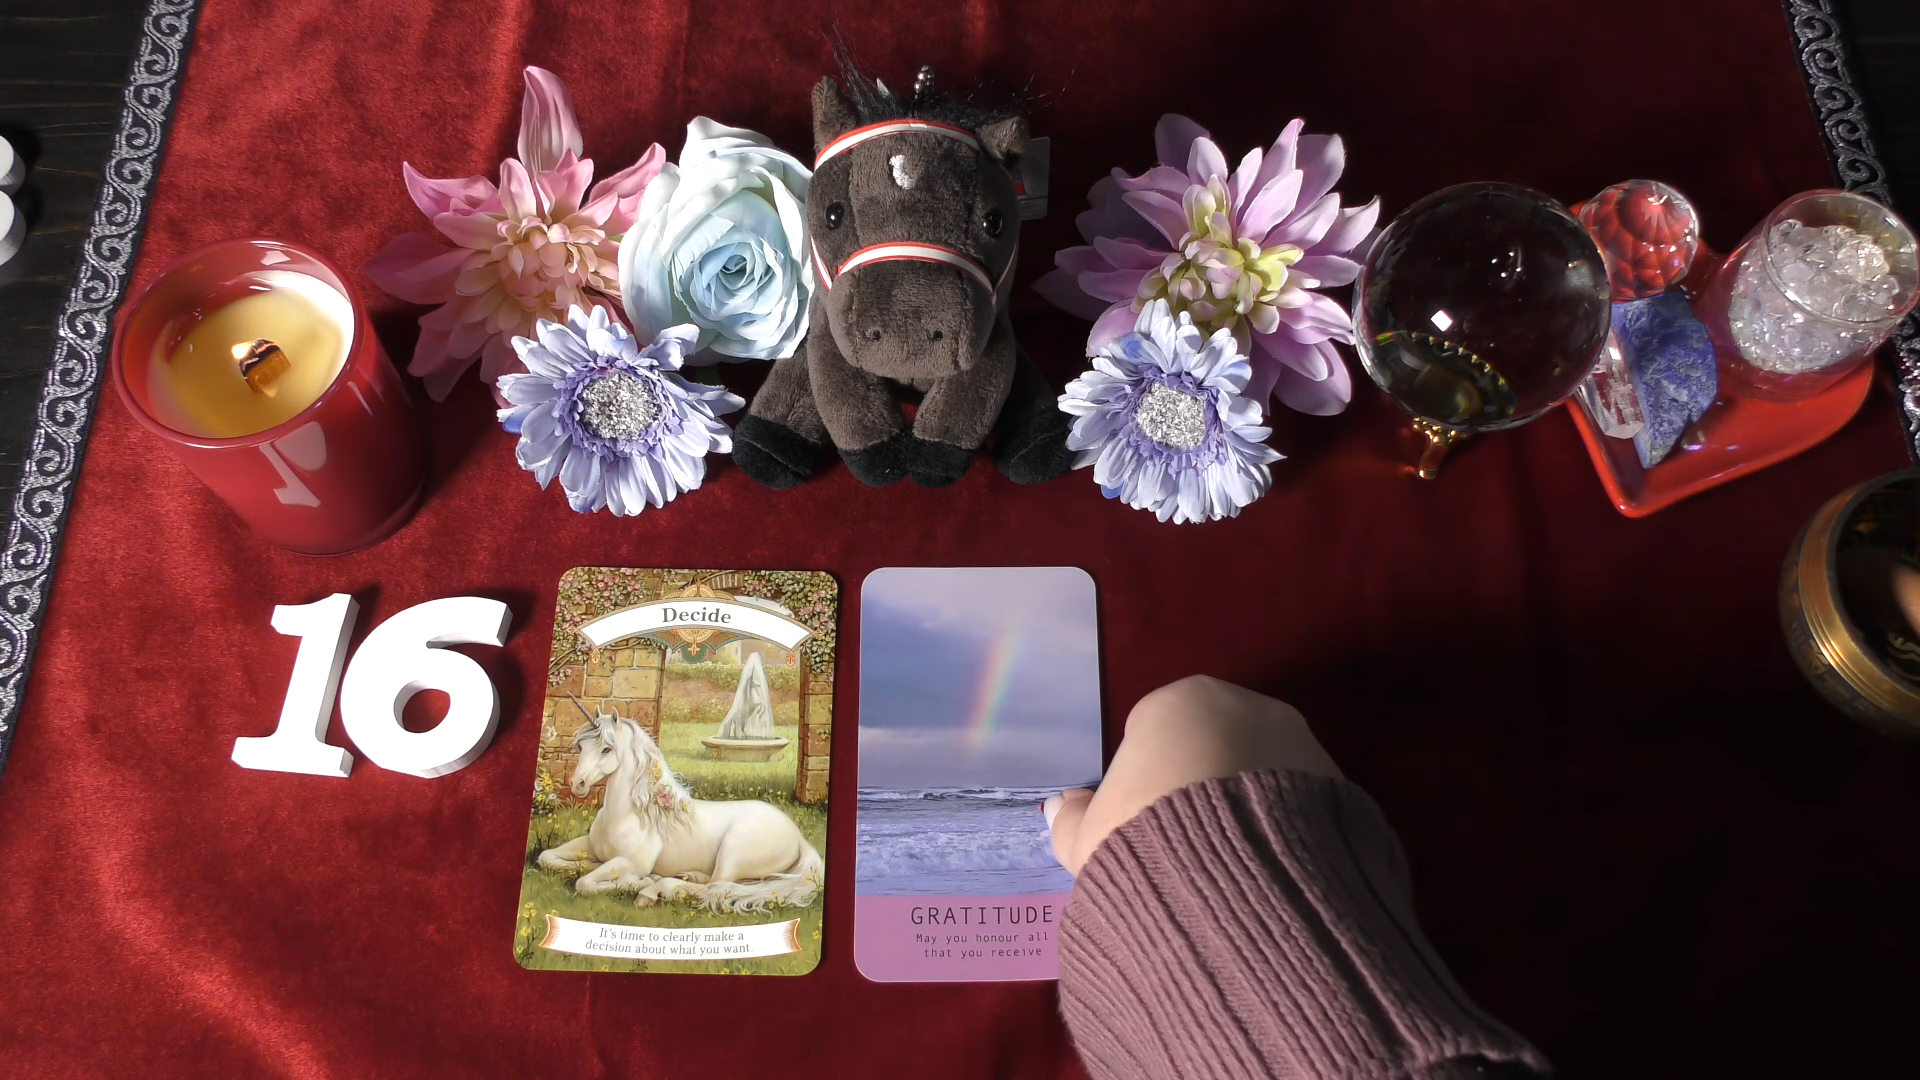 16
Decide
It's time to clearly make a
decision about what you want.
GRATITUDE
May you honour all
that you receive